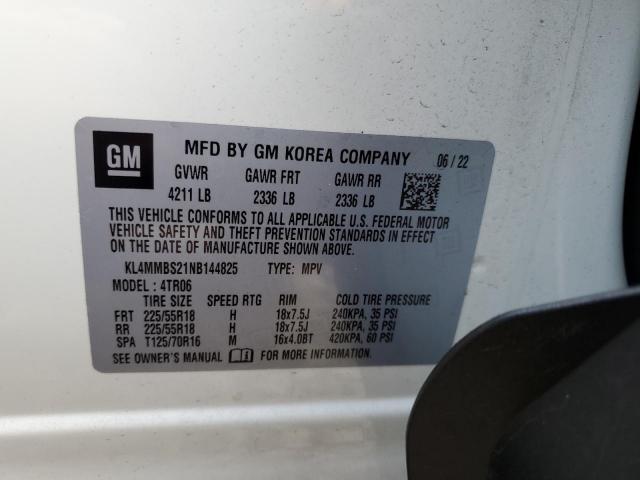 GM
MFD BY GM KOREA COMPANY 06/22
GVWR GAWR FRT GAWR RR
4211 LB 2336 LB 2336 LB
THIS VEHICLE CONFORMS TO ALL APPLICABLE U.S. FEDERAL MOTOR
VEHICLE SAFETY AND THEFT PREVENTION STANDARDS IN EFFECT
ON THE DATE OF MANUFACTURE SHOWN ABOVE.
KL4MMBS21NB144825 TYPE: MPV
MODEL: 4TR06
TIRE SIZE SPEED RTG RIM COLD TIRE PRESSURE
FRT 225/55R18 H 18x7.5J 240KPA, 35 PSI
RR 225/55R18 H 18x7.5J 240KPA, 35 PSI
SPA T125/70R16 M 16x4.0BT 420KPA, 60 PSI
SEE OWNER'S MANUAL FOR MORE INFORMATION.